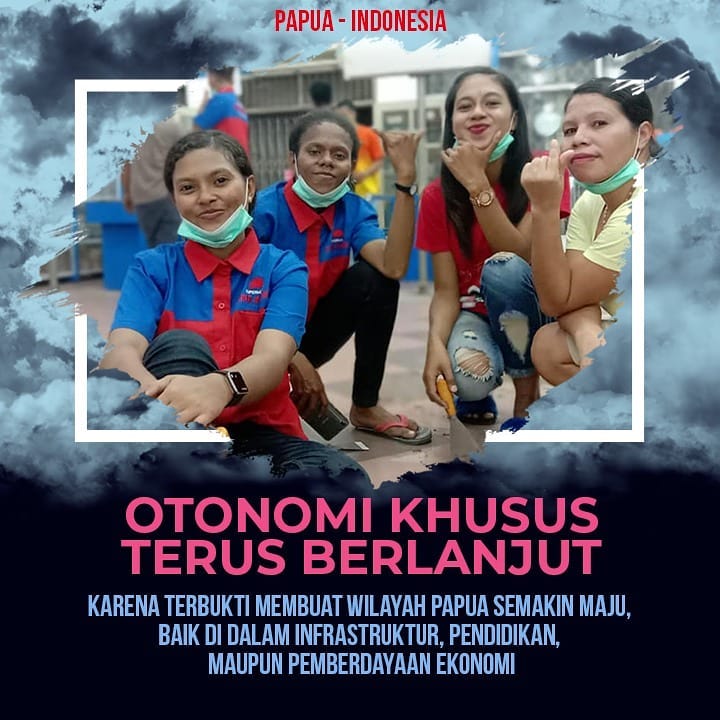 PAPUA - INDONESIA
OTONOMI KHUSUS
TERUS BERLANJUT
KARENA TERBUKTI MEMBUAT WILAYAH PAPUA SEMAKIN MAJU,
BAIK DI DALAM INFRASTRUKTUR, PENDIDIKAN,
MAUPUN PEMBERDAYAAN EKONOMI